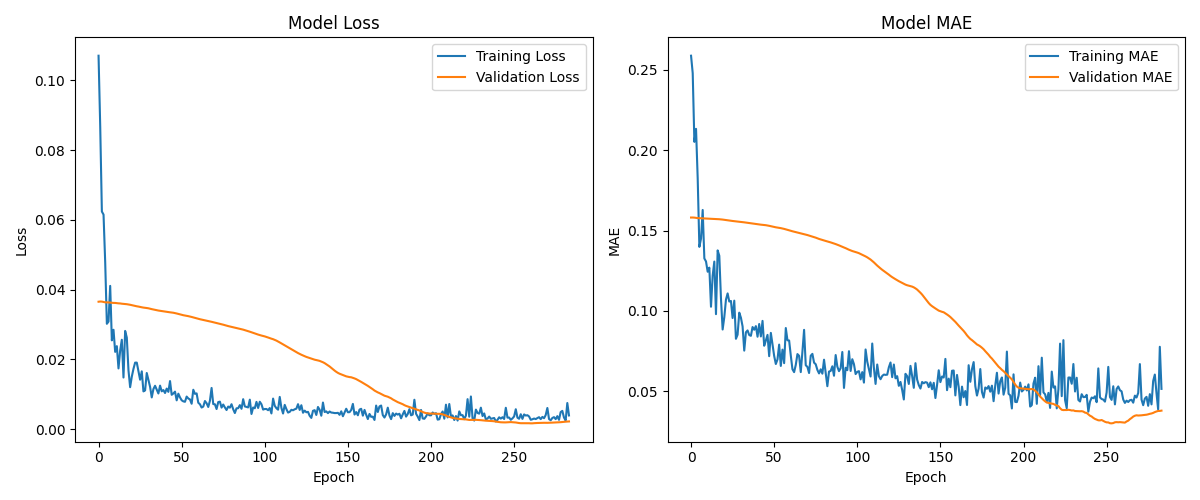 Model Loss
Training Loss
Validation Loss
0.10
0.08
0.06
0.04
0.02
0.00
Loss
0
50
100
150
200
250
Epoch
Model MAE
Training MAE
Validation MAE
0.25
0.20
0.15
0.10
0.05
MAE
0
50
100
150
200
250
Epoch